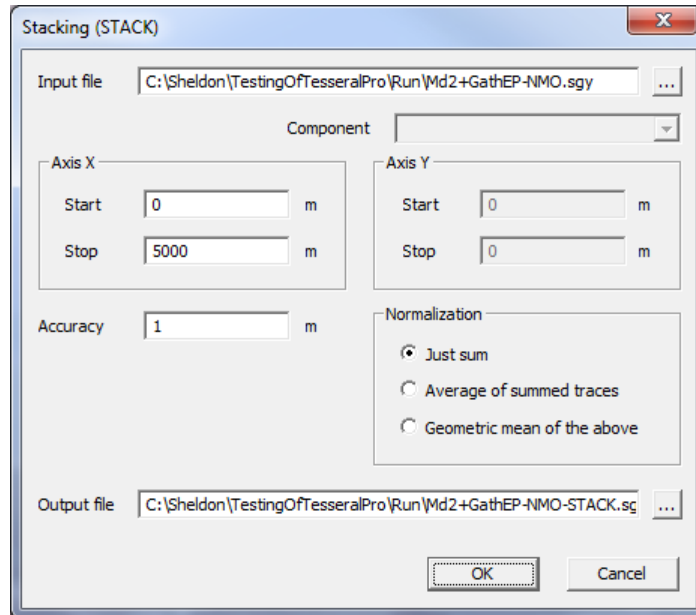 Stacking (STACK)
Input file C:\Sheldon\TestingOfTesseralPro\Run\Md2+GathEP-NMO.sgy ...
Component
Axis X
Start 0 m
Stop 5000 m
Axis Y
Start 0 m
Stop 0 m
Accuracy 1 m
Normalization
Just sum
Average of summed traces
Geometric mean of the above
Output file C:\Sheldon\TestingOfTesseralPro\Run\Md2+GathEP-NMO-STACK.sg ...
OK Cancel